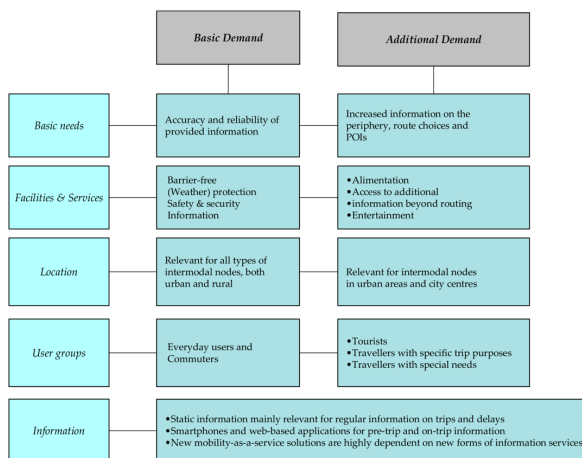 Basic Demand
Additional Demand
Basic needs
Accuracy and reliability of
provided information
Increased information on the
periphery, route choices and
POIs
Facilities & Services
Barrier-free
(Weather) protection
Safety & security
Information
•Alimentation
•Access to additional
•information beyond routing
•Entertainment
Location
Relevant for all types of
intermodal nodes, both
urban and rural
Relevant for intermodal nodes
in urban areas and city centres
User groups
Everyday users and
Commuters
•Tourists
•Travellers with specific trip purposes
•Travellers with special needs
Information
•Static information mainly relevant for regular information on trips and delays
•Smartphones and web-based applications for pre-trip and on-trip information
•New mobility-as-a-service solutions are highly dependent on new forms of information services